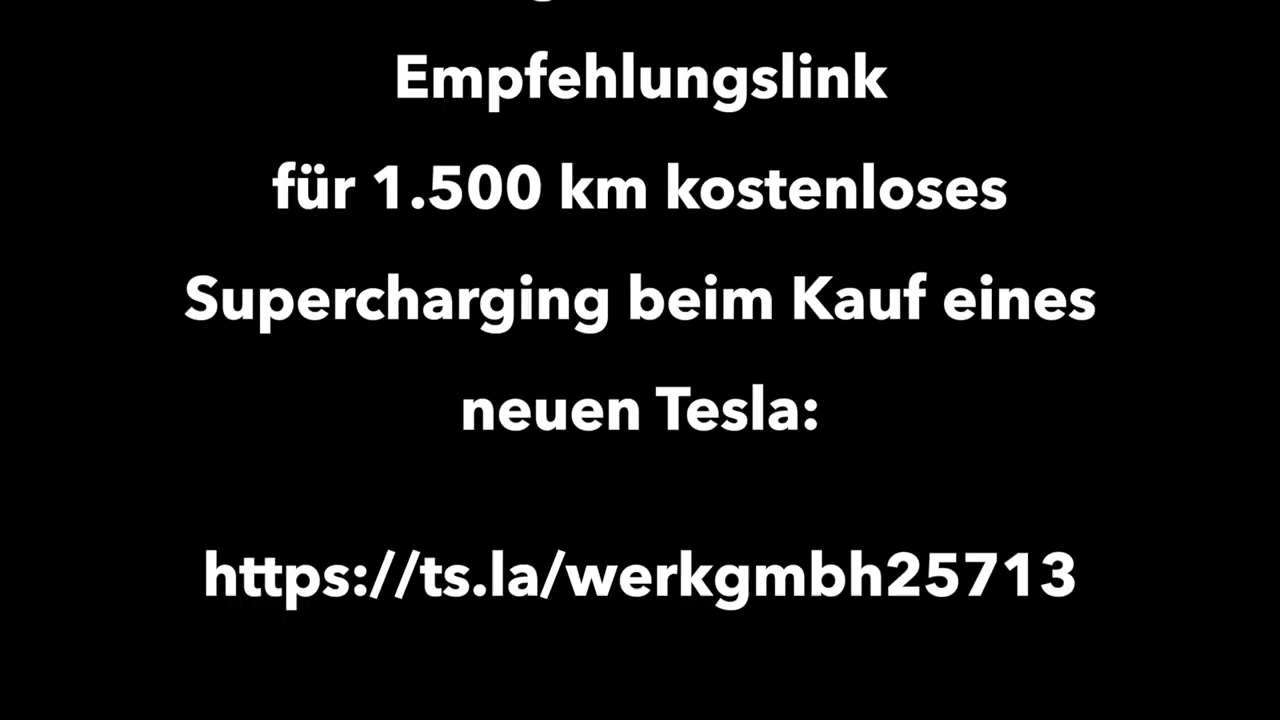 Empfehlungslink
für 1.500 km kostenloses
Supercharging beim Kauf eines
neuen Tesla:
https://ts.la/werkgmbh25713